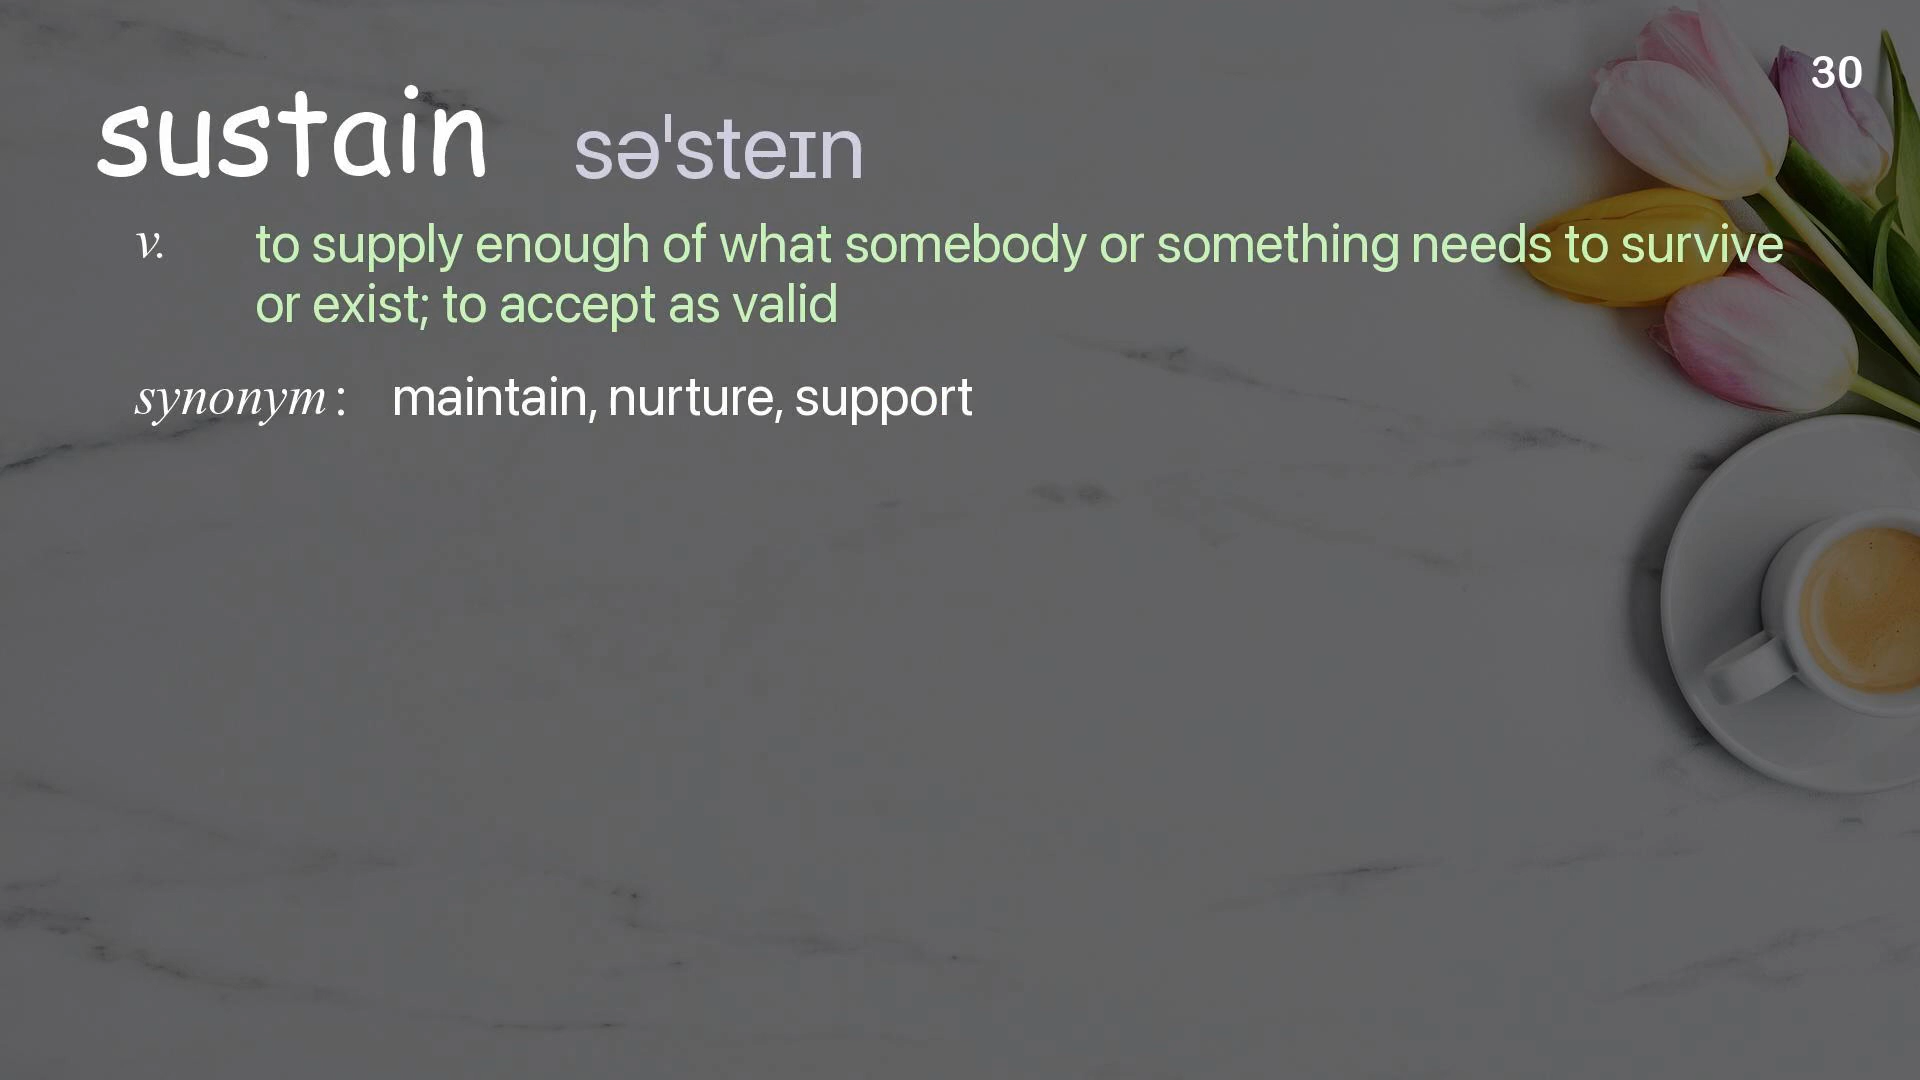 30
sustain səˈsteɪn
v. to supply enough of what somebody or something needs to survive
or exist; to accept as valid
synonym : maintain, nurture, support